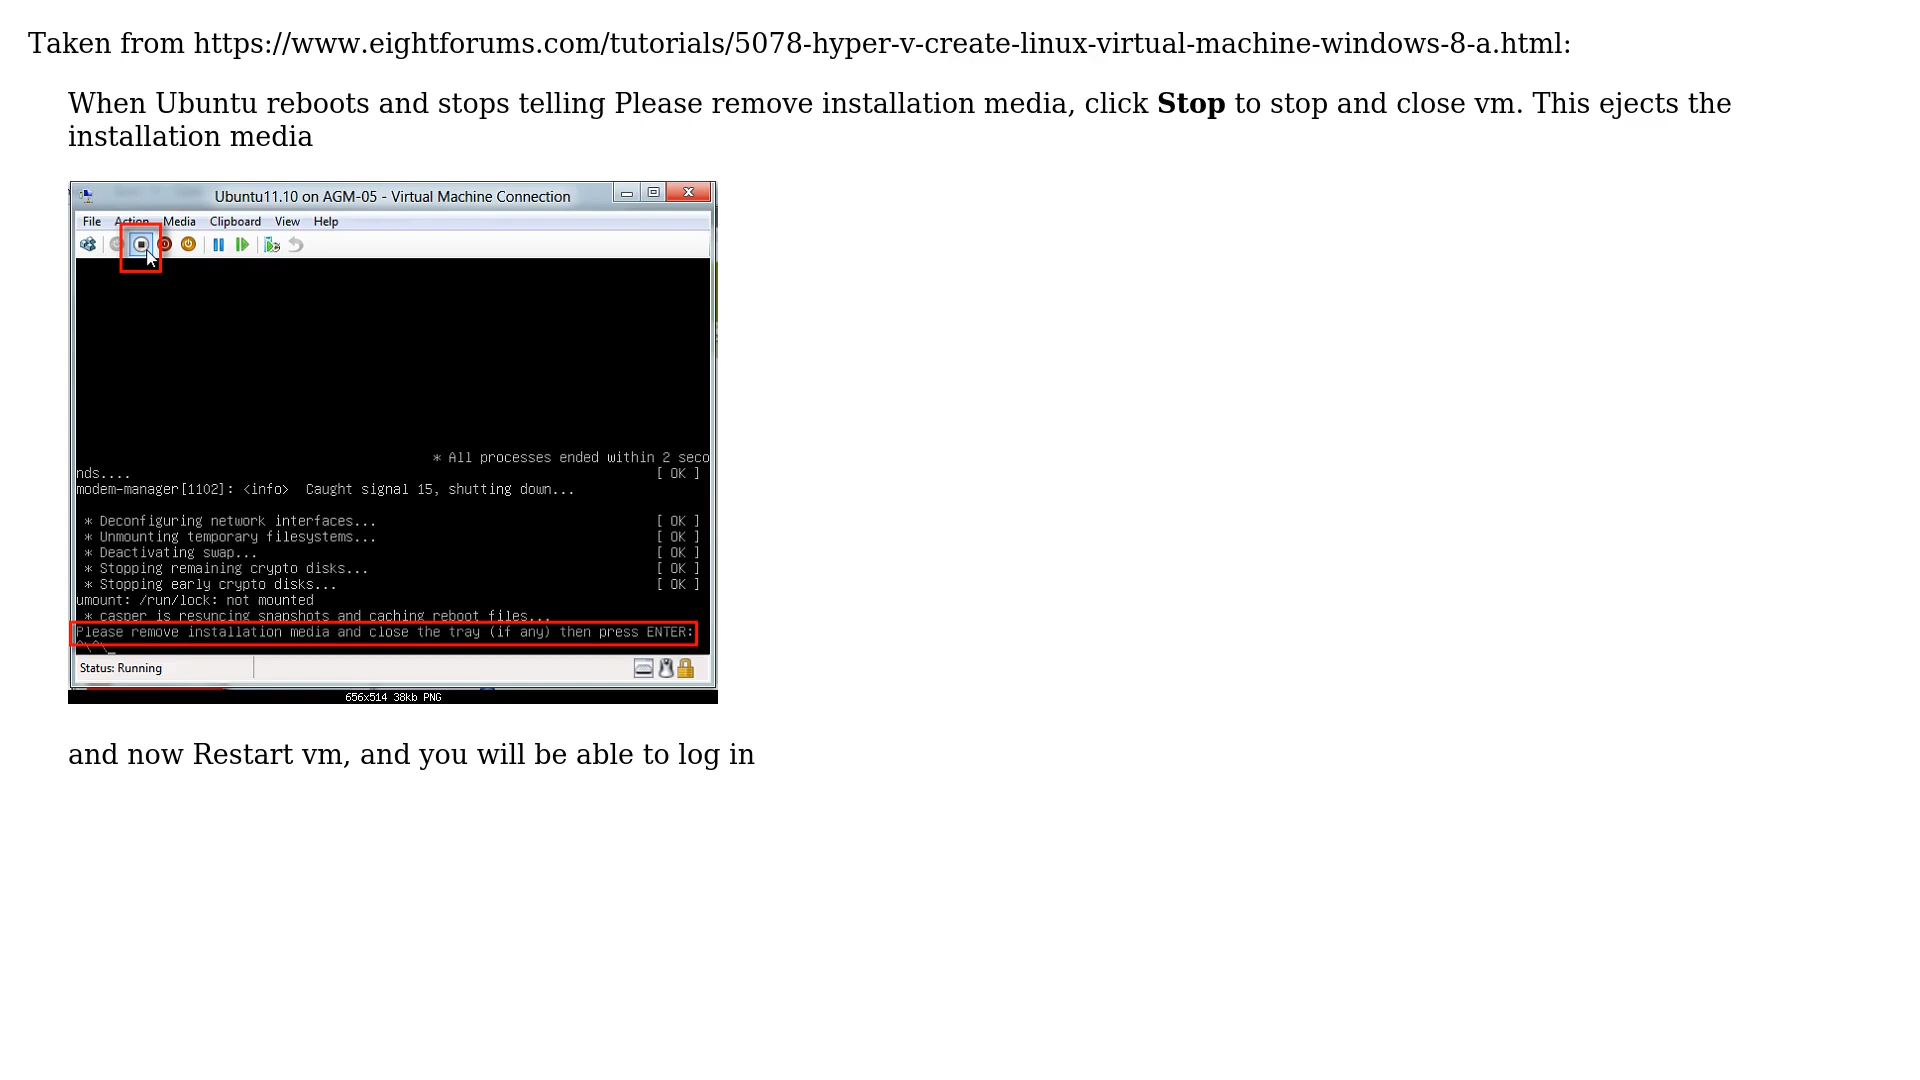 Taken from https://www.eightforums.com/tutorials/5078-hyper-v-create-linux-virtual-machine-windows-8-a.html:
When Ubuntu reboots and stops telling Please remove installation media, click Stop to stop and close vm. This ejects the
installation media
Ubuntu11.10 on AGM-05 - Virtual Machine Connection
File Action Media Clipboard View Help
* All processes ended within 2 seco
nds.... [ OK ]
modem-manager[1102]: <info> Caught signal 15, shutting down...
* Deconfiguring network interfaces... [ OK ]
* Unmounting temporary filesystems... [ OK ]
* Deactivating swap... [ OK ]
* Stopping remaining crypto disks... [ OK ]
* Stopping early crypto disks... [ OK ]
umount: /run/lock: not mounted
* casper is resyncing snapshots and caching reboot files...
Please remove installation media and close the tray (if any) then press ENTER:
^\^\_
Status: Running
656x514 38kb PNG
and now Restart vm, and you will be able to log in